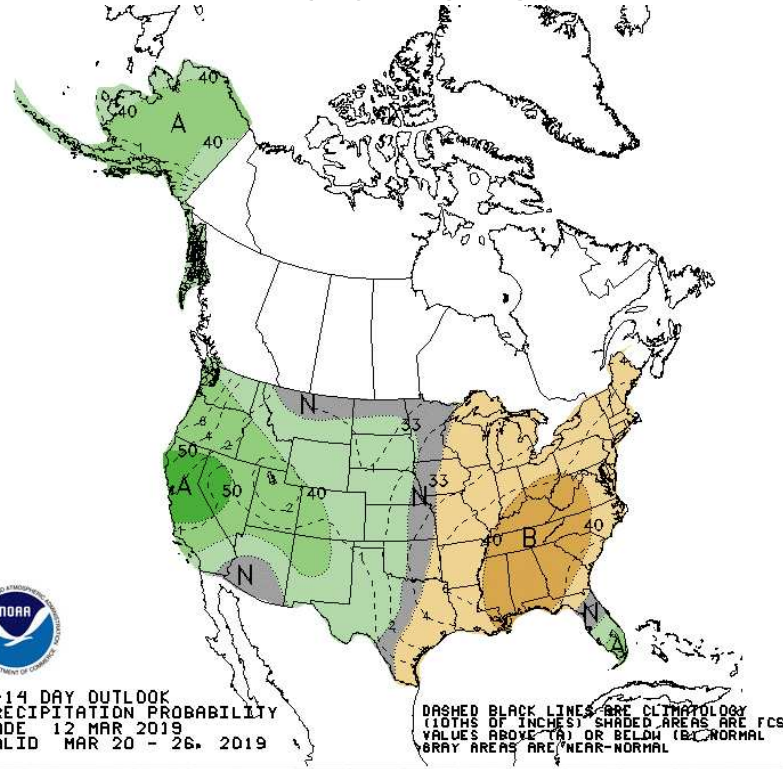 40
40
A
40
N
33
50
A
50
40
33
N
40
B
40
N
N
A
NOAA
-14 DAY OUTLOOK
RECIPITATION PROBABILITY
ADE 12 MAR 2019
ALID MAR 20 - 26, 2019
DASHED BLACK LINES ARE CLIMATOLOGY
(10THS OF INCHES) SHADED AREAS ARE FCS
VALUES ABOVE (A) OR BELOW (B) NORMAL
GRAY AREAS ARE NEAR-NORMAL